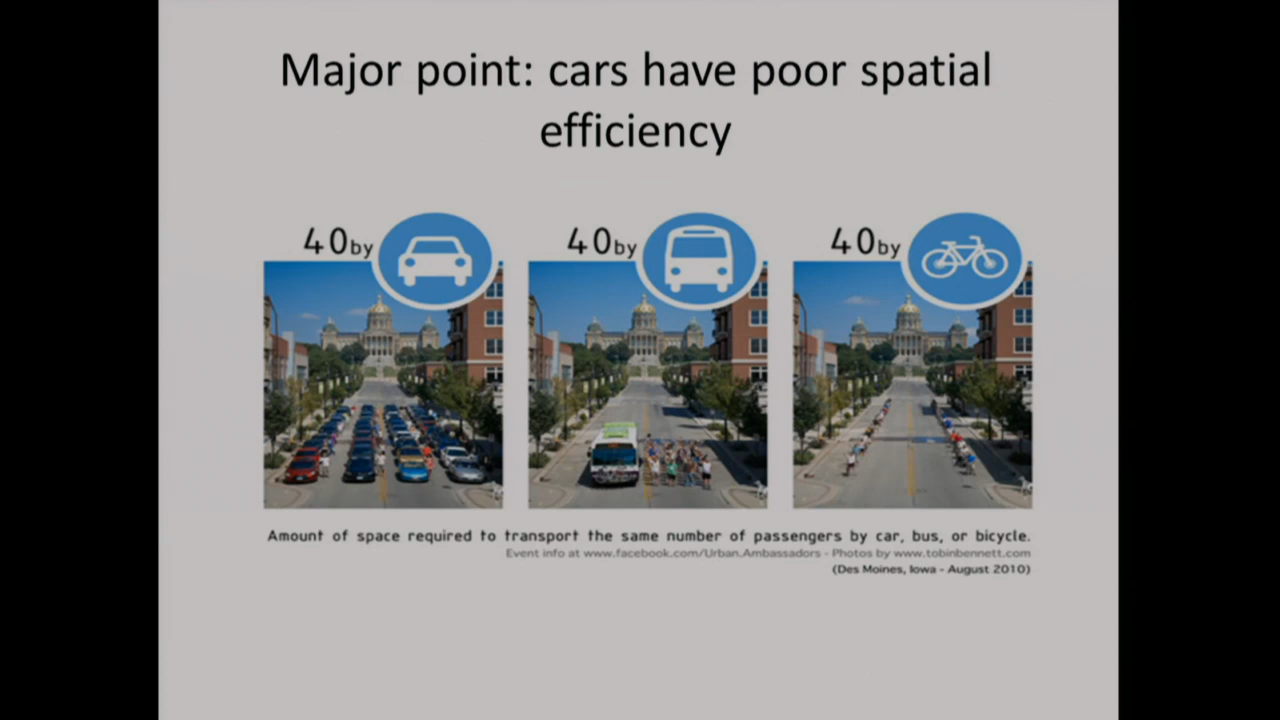 Major point: cars have poor spatial
efficiency
40by
40by
40by
Amount of space required to transport the same number of passengers by car, bus, or bicycle.
Event info at www.facebook.com/Urban.Ambassadors - Photos by www.tobinbennett.com
(Des Moines, Iowa - August 2010)